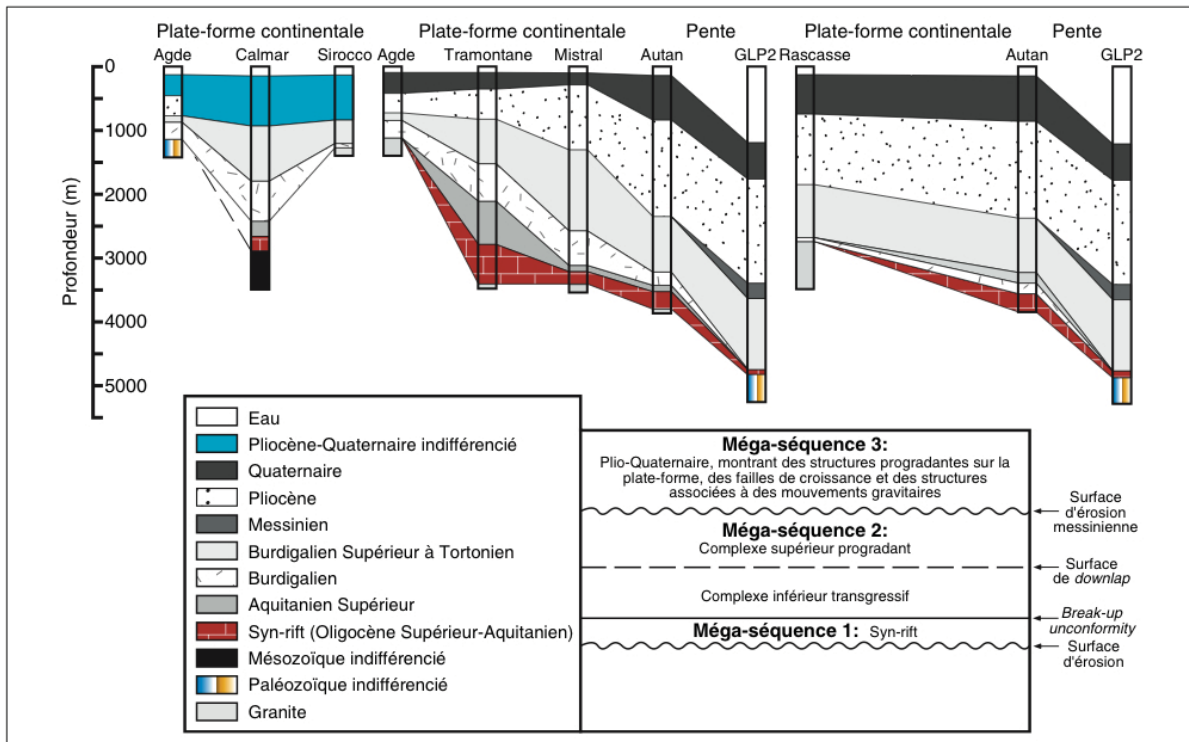 Plate-forme continentale
Agde Calmar Sirocco
Plate-forme continentale Pente
Agde Tramontane Mistral Autan GLP2
Plate-forme continentale Pente
Rascasse Autan GLP2
Profondeur (m)
0
1000
2000
3000
4000
5000
Eau
Pliocène-Quaternaire indifférencié
Quaternaire
Pliocène
Messinien
Burdigalien Supérieur à Tortonien
Burdigalien
Aquitanien Supérieur
Syn-rift (Oligocène Supérieur-Aquitanien)
Mésozoïque indifférencié
Paléozoïque indifférencié
Granite
Méga-séquence 3:
Plio-Quaternaire, montrant des structures progradantes sur la
plate-forme, des failles de croissance et des structures
associées à des mouvements gravitaires
Surface
d'érosion
messinienne
Méga-séquence 2:
Complexe supérieur progradant
Surface
de downlap
Complexe inférieur transgressif
Break-up
unconformity
Méga-séquence 1: Syn-rift
Surface
d'érosion